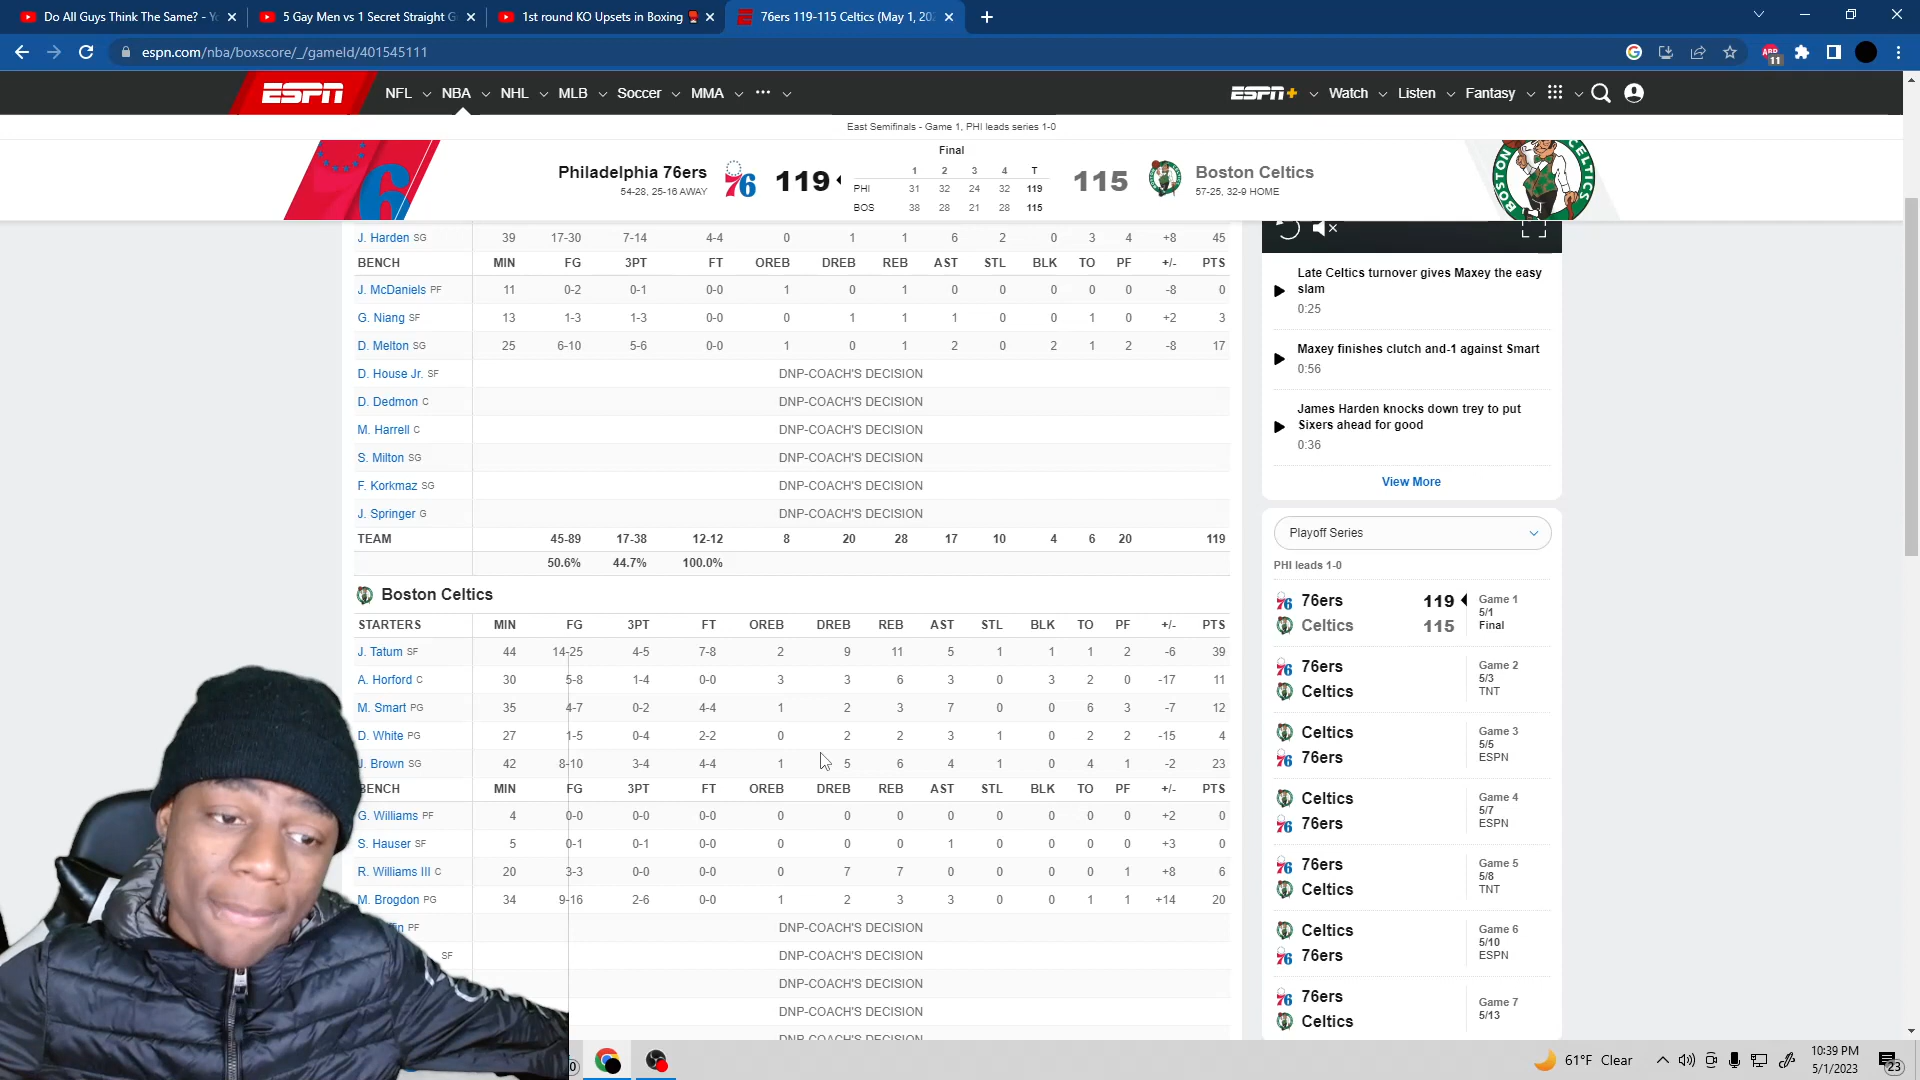 Do All Guys Think The Same? - Yo
5 Gay Men vs 1 Secret Straight G
1st round KO Upsets in Boxing
76ers 119-115 Celtics (May 1, 202
espn.com/nba/boxscore/_/gameId/401545111
11
ESPN NFL NBA NHL MLB Soccer MMA ••• ESPN+ Watch Listen Fantasy
East Semifinals - Game 1, PHI leads series 1-0
Final
Philadelphia 76ers
54-28, 25-16 AWAY
76
119
1 2 3 4 T
PHI 31 32 24 32 119
BOS 38 28 21 28 115
115
Boston Celtics
57-25, 32-9 HOME
BOSTON CELTICS
J. Harden SG 39 17-30 7-14 4-4 0 1 1 6 2 0 3 4 +8 45
BENCH MIN FG 3PT FT OREB DREB REB AST STL BLK TO PF +/- PTS
J. McDaniels PF 11 0-2 0-1 0-0 1 0 1 0 0 0 0 0 -8 0
G. Niang SF 13 1-3 1-3 0-0 0 1 1 1 0 0 1 0 +2 3
D. Melton SG 25 6-10 5-6 0-0 1 0 1 2 0 2 1 2 -8 17
D. House Jr. SF DNP-COACH'S DECISION
D. Dedmon C DNP-COACH'S DECISION
M. Harrell C DNP-COACH'S DECISION
S. Milton SG DNP-COACH'S DECISION
F. Korkmaz SG DNP-COACH'S DECISION
J. Springer G DNP-COACH'S DECISION
TEAM 45-89 17-38 12-12 8 20 28 17 10 4 6 20 119
50.6% 44.7% 100.0%
Boston Celtics
STARTERS MIN FG 3PT FT OREB DREB REB AST STL BLK TO PF +/- PTS
J. Tatum SF 44 14-25 4-5 7-8 2 9 11 5 1 1 1 2 -6 39
A. Horford C 30 5-8 1-4 0-0 3 3 6 3 0 3 2 0 -17 11
M. Smart PG 35 4-7 0-2 4-4 1 2 3 7 0 0 6 3 -7 12
D. White PG 27 1-5 0-4 2-2 0 2 2 3 1 0 2 2 -15 4
J. Brown SG 42 8-10 3-4 4-4 1 5 6 4 1 0 4 1 -2 23
BENCH MIN FG 3PT FT OREB DREB REB AST STL BLK TO PF +/- PTS
G. Williams PF 4 0-0 0-0 0-0 0 0 0 0 0 0 0 0 +2 0
S. Hauser SF 5 0-1 0-1 0-0 0 0 0 1 0 0 0 0 +3 0
R. Williams III C 20 3-3 0-0 0-0 0 7 7 0 0 0 0 1 +8 6
M. Brogdon PG 34 9-16 2-6 0-0 1 2 3 3 0 0 1 1 +14 20
PF DNP-COACH'S DECISION
SF DNP-COACH'S DECISION
DNP-COACH'S DECISION
DNP-COACH'S DECISION
DNP-COACH'S DECISION
Late Celtics turnover gives Maxey the easy
slam
0:25
Maxey finishes clutch and-1 against Smart
0:56
James Harden knocks down trey to put
Sixers ahead for good
0:36
View More
Playoff Series
PHI leads 1-0
76ers 119 Game 1
5/1
Celtics 115 Final
76ers Game 2
5/3
Celtics TNT
Celtics Game 3
5/5
76ers ESPN
Celtics Game 4
5/7
76ers ESPN
76ers Game 5
5/8
Celtics TNT
Celtics Game 6
5/10
76ers ESPN
76ers Game 7
5/13
Celtics
61°F Clear
10:39 PM
5/1/2023
23